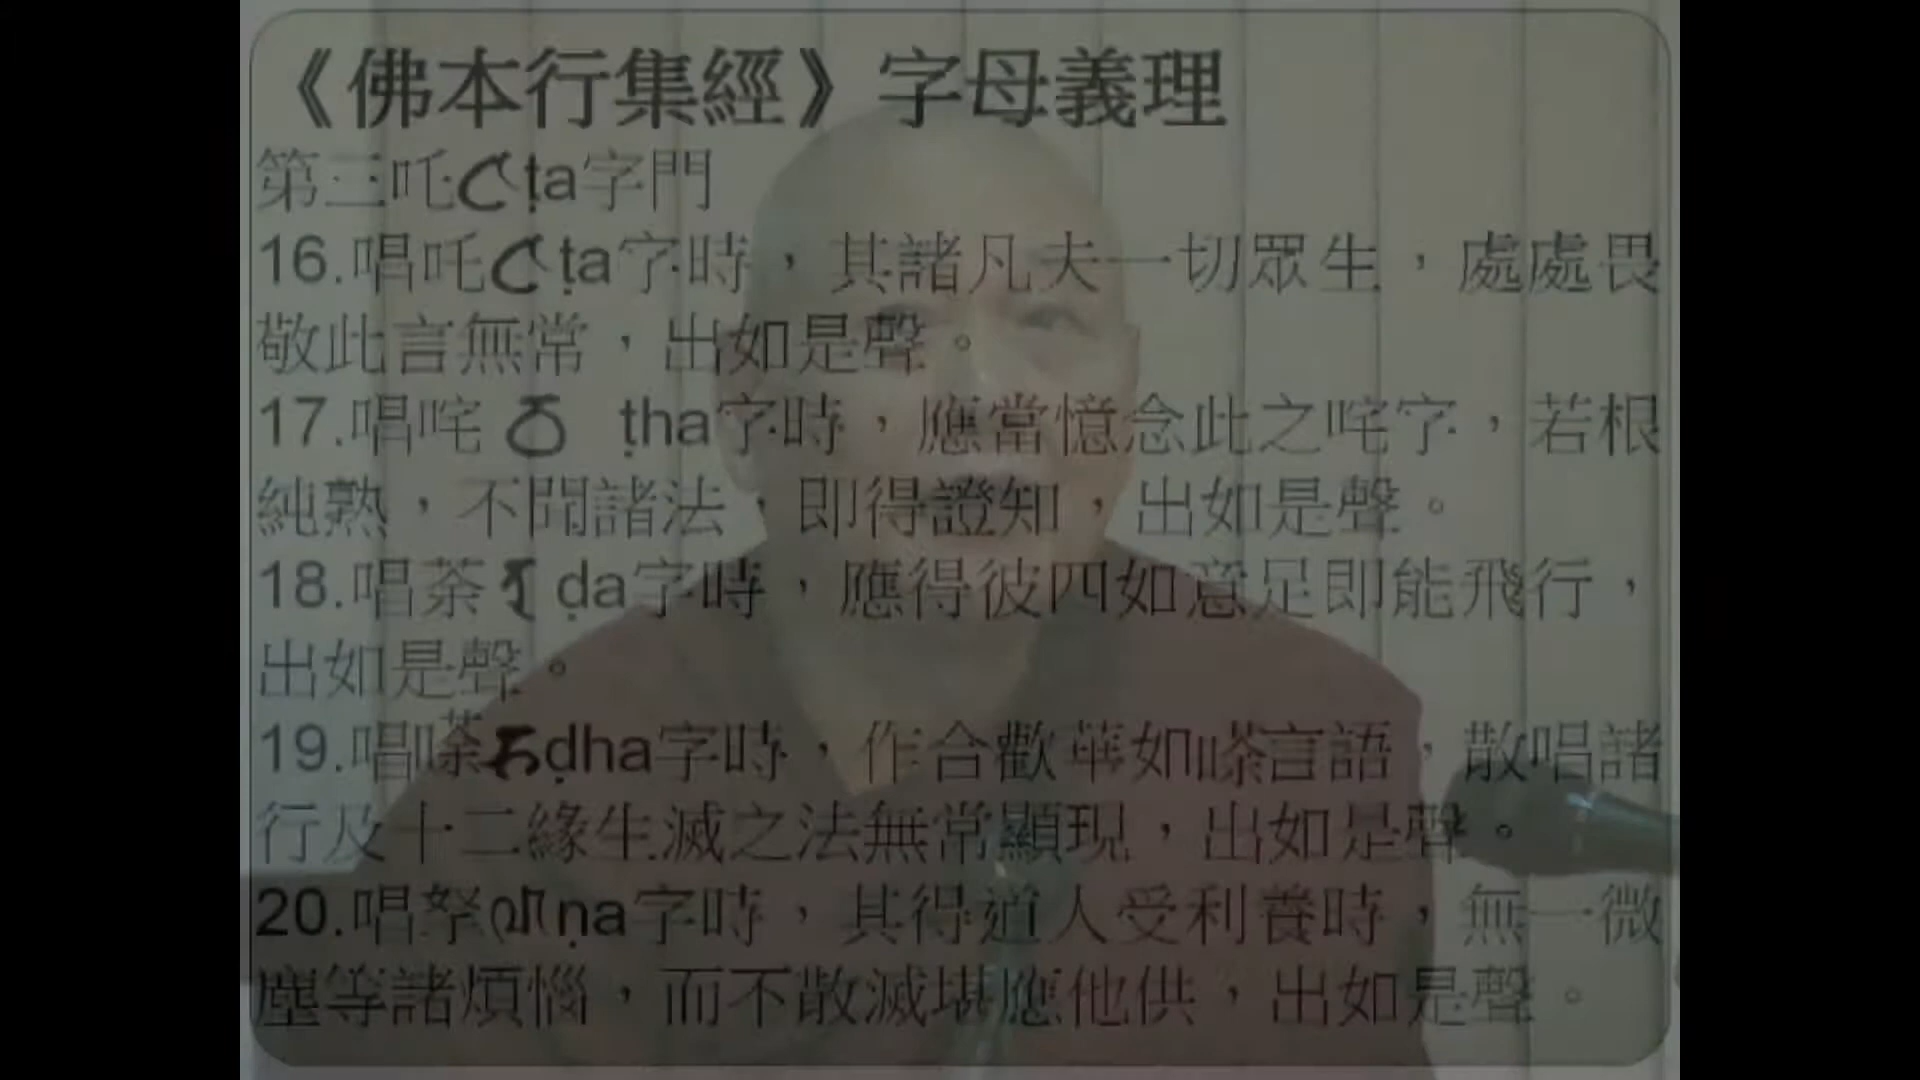 《佛本行集經》字母義理
第三吒ṭa字門
16.唱吒ṭa字時，其諸凡夫一切眾生，處處畏
敬此言無常，出如是聲。
17.唱咤 ṭha字時，應當憶念此之咤字，若根
純熟，不聞諸法，即得證知，出如是聲。
18.唱荼ḍa字時，應得彼四如意足即能飛行，
出如是聲。
19.唱嗏ḍha字時，作合歡華如嗏言語，散唱諸
行及十二緣生滅之法無常顯現，出如是聲。
20.唱拏ṇa字時，其得道人受利養時，無一微
塵等諸煩惱，而不散滅堪應他供，出如是聲。